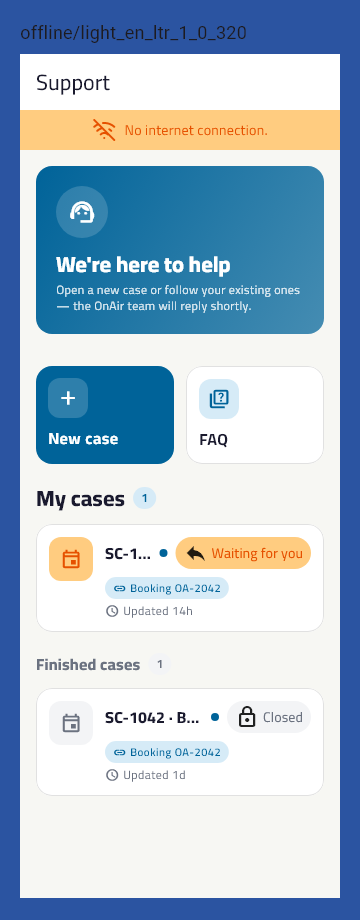 offline/light_en_ltr_1_0_320
Support
No internet connection.
We're here to help
Open a new case or follow your existing ones
— the OnAir team will reply shortly.
New case
FAQ
My cases 1
SC-1... Waiting for you
Booking OA-2042
Updated 14h
Finished cases 1
SC-1042 · B... Closed
Booking OA-2042
Updated 1d